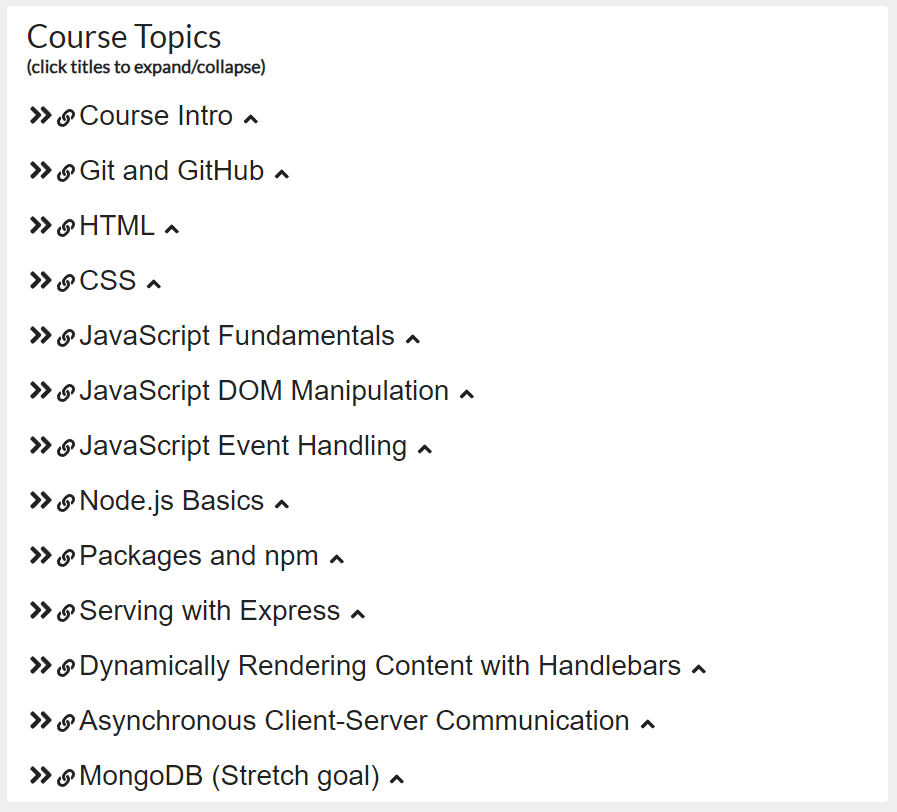 Course Topics
(click titles to expand/collapse)
Course Intro
Git and GitHub
HTML
CSS
JavaScript Fundamentals
JavaScript DOM Manipulation
JavaScript Event Handling
Node.js Basics
Packages and npm
Serving with Express
Dynamically Rendering Content with Handlebars
Asynchronous Client-Server Communication
MongoDB (Stretch goal)